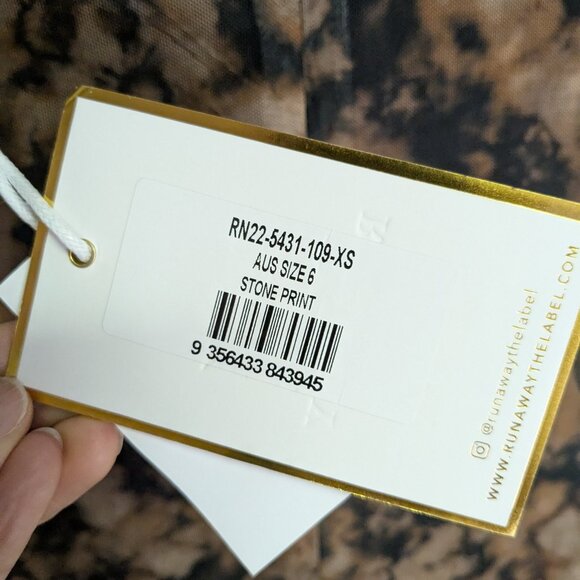 RN22-5431-109-XS
AUS SIZE 6
STONE PRINT
9 356433 843945
@runawaythelabel
WWW.RUNAWAYTHELABEL.COM